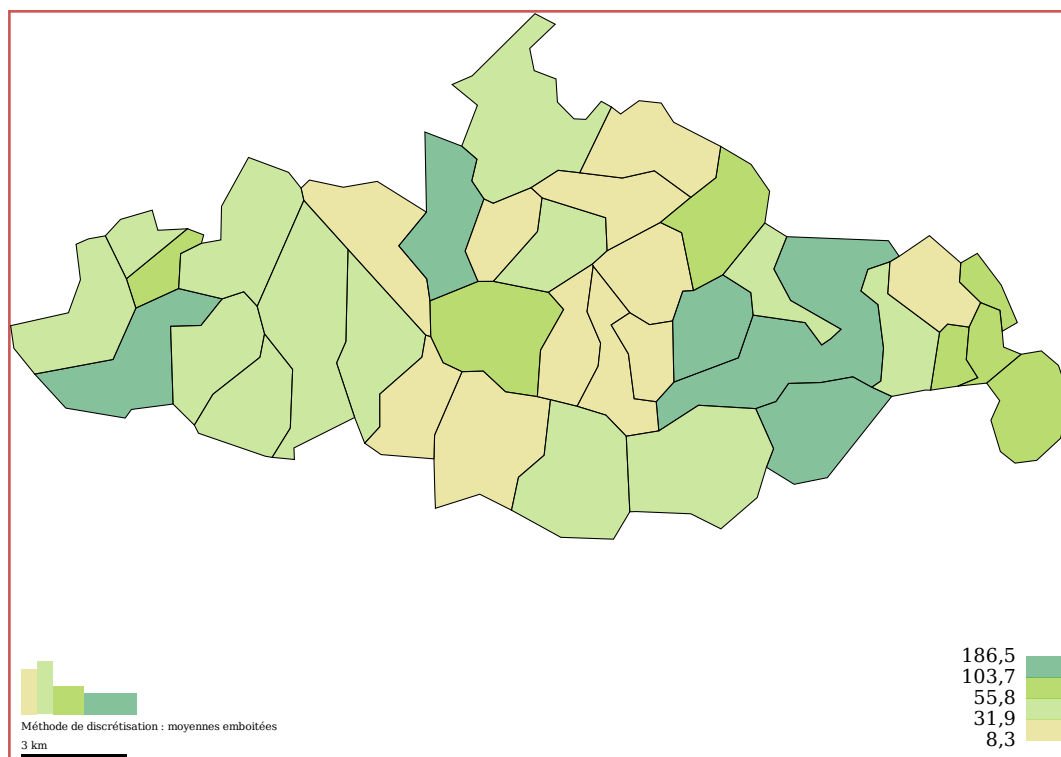 186,5
103,7
55,8
31,9
8,3
Méthode de discrétisation : moyennes emboitées
3 km